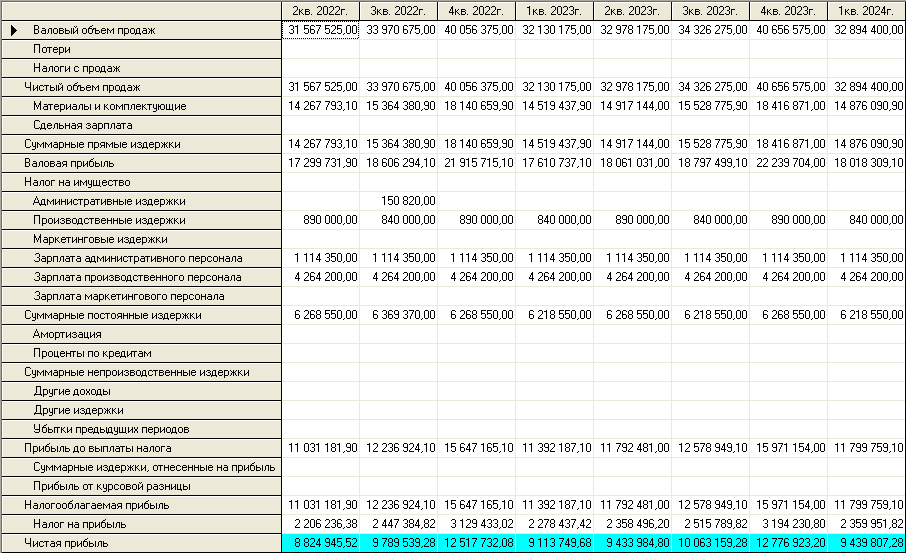 2кв. 2022г. 3кв. 2022г. 4кв. 2022г. 1кв. 2023г. 2кв. 2023г. 3кв. 2023г. 4кв. 2023г. 1кв. 2024г.
Валовый объем продаж 31 567 525,00 33 970 675,00 40 056 375,00 32 130 175,00 32 978 175,00 34 326 275,00 40 656 575,00 32 894 400,00
Потери
Налоги с продаж
Чистый объем продаж 31 567 525,00 33 970 675,00 40 056 375,00 32 130 175,00 32 978 175,00 34 326 275,00 40 656 575,00 32 894 400,00
Материалы и комплектующие 14 267 793,10 15 364 380,90 18 140 659,90 14 519 437,90 14 917 144,00 15 528 775,90 18 416 871,00 14 876 090,90
Сдельная зарплата
Суммарные прямые издержки 14 267 793,10 15 364 380,90 18 140 659,90 14 519 437,90 14 917 144,00 15 528 775,90 18 416 871,00 14 876 090,90
Валовая прибыль 17 299 731,90 18 606 294,10 21 915 715,10 17 610 737,10 18 061 031,00 18 797 499,10 22 239 704,00 18 018 309,10
Налог на имущество
Административные издержки 150 820,00
Производственные издержки 890 000,00 840 000,00 890 000,00 840 000,00 890 000,00 840 000,00 890 000,00 840 000,00
Маркетинговые издержки
Зарплата административного персонала 1 114 350,00 1 114 350,00 1 114 350,00 1 114 350,00 1 114 350,00 1 114 350,00 1 114 350,00 1 114 350,00
Зарплата производственного персонала 4 264 200,00 4 264 200,00 4 264 200,00 4 264 200,00 4 264 200,00 4 264 200,00 4 264 200,00 4 264 200,00
Зарплата маркетингового персонала
Суммарные постоянные издержки 6 268 550,00 6 369 370,00 6 268 550,00 6 218 550,00 6 268 550,00 6 218 550,00 6 268 550,00 6 218 550,00
Амортизация
Проценты по кредитам
Суммарные непроизводственные издержки
Другие доходы
Другие издержки
Убытки предыдущих периодов
Прибыль до выплаты налога 11 031 181,90 12 236 924,10 15 647 165,10 11 392 187,10 11 792 481,00 12 578 949,10 15 971 154,00 11 799 759,10
Суммарные издержки, отнесенные на прибыль
Прибыль от курсовой разницы
Налогооблагаемая прибыль 11 031 181,90 12 236 924,10 15 647 165,10 11 392 187,10 11 792 481,00 12 578 949,10 15 971 154,00 11 799 759,10
Налог на прибыль 2 206 236,38 2 447 384,82 3 129 433,02 2 278 437,42 2 358 496,20 2 515 789,82 3 194 230,80 2 359 951,82
Чистая прибыль 8 824 945,52 9 789 539,28 12 517 732,08 9 113 749,68 9 433 984,80 10 063 159,28 12 776 923,20 9 439 807,28